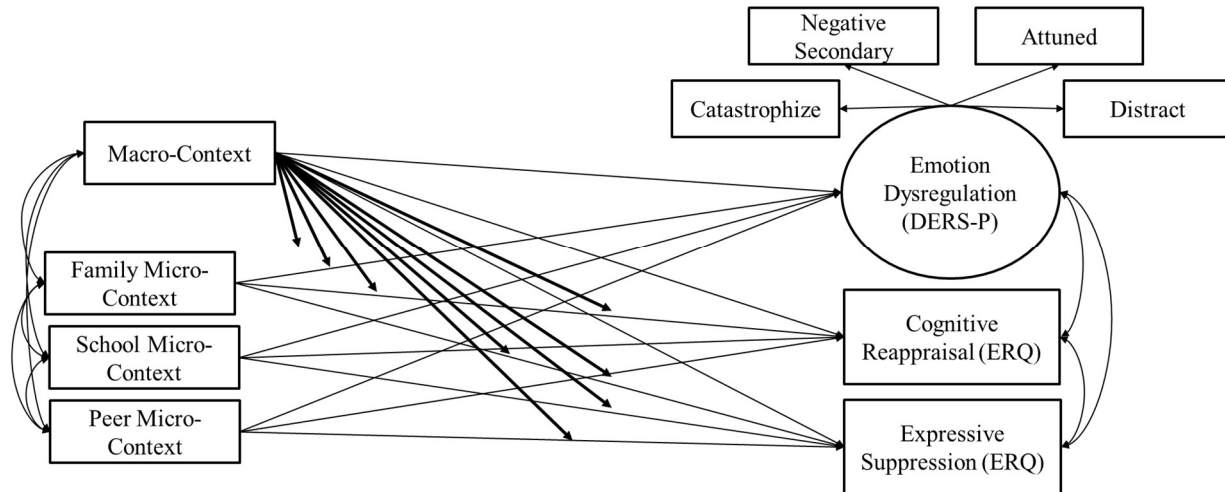 Negative
Secondary
Attuned
Catastrophize
Distract
Macro-Context
Emotion
Dysregulation
(DERS-P)
Family Micro-
Context
School Micro-
Context
Peer Micro-
Context
Cognitive
Reappraisal (ERQ)
Expressive
Suppression (ERQ)